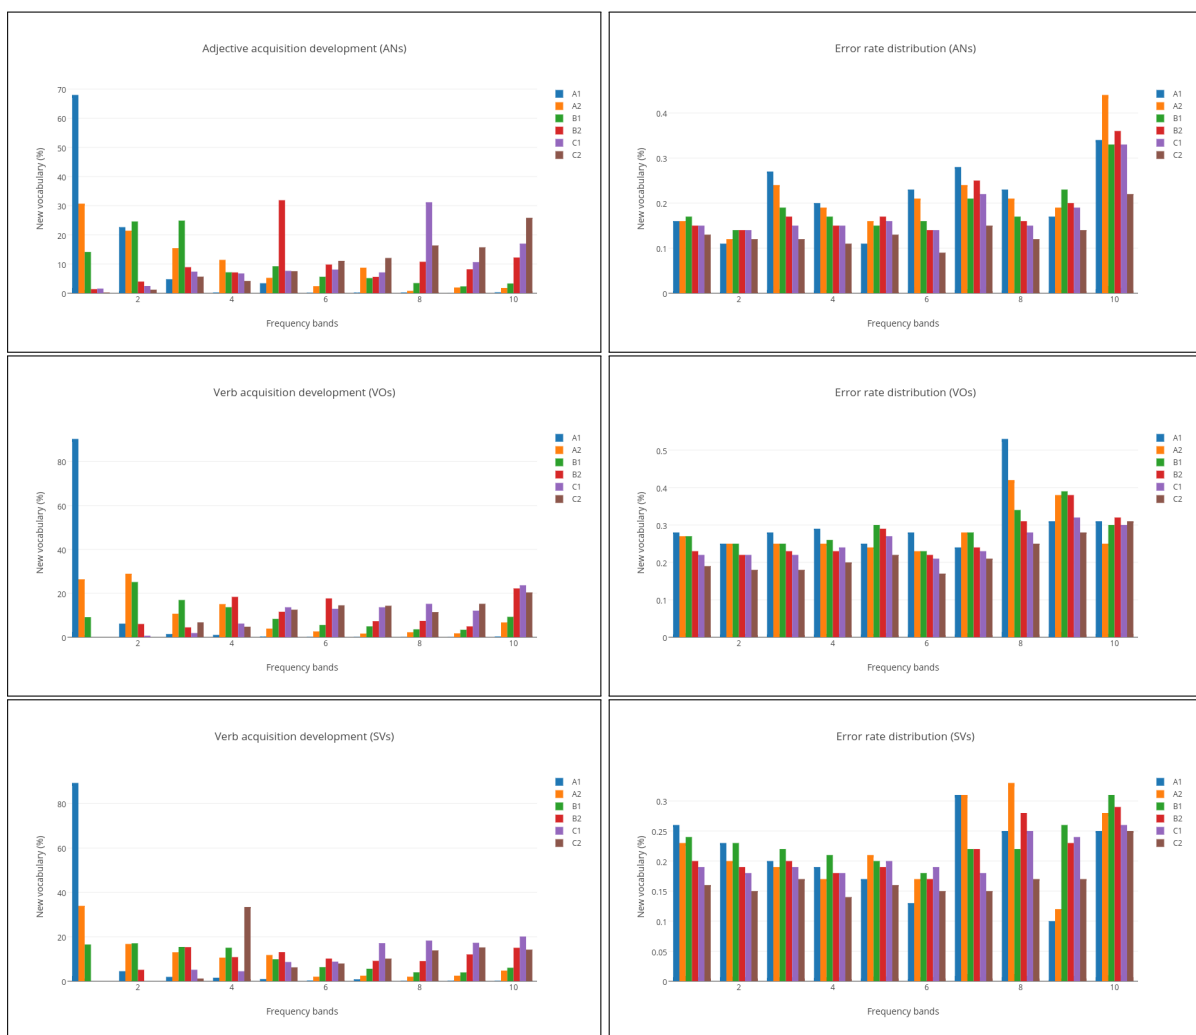 Adjective acquisition development (ANs)
70
60
50
40
30
20
10
0
New vocabulary (%)
2
4
6
8
10
Frequency bands
A1
A2
B1
B2
C1
C2
Error rate distribution (ANs)
0.4
0.3
0.2
0.1
0
New vocabulary (%)
2
4
6
8
10
Frequency bands
A1
A2
B1
B2
C1
C2
Verb acquisition development (VOs)
80
60
40
20
0
New vocabulary (%)
2
4
6
8
10
Frequency bands
A1
A2
B1
B2
C1
C2
Error rate distribution (VOs)
0.5
0.4
0.3
0.2
0.1
0
New vocabulary (%)
2
4
6
8
10
Frequency bands
A1
A2
B1
B2
C1
C2
Verb acquisition development (SVs)
80
60
40
20
0
New vocabulary (%)
2
4
6
8
10
Frequency bands
A1
A2
B1
B2
C1
C2
Error rate distribution (SVs)
0.3
0.25
0.2
0.15
0.1
0.05
0
New vocabulary (%)
2
4
6
8
10
Frequency bands
A1
A2
B1
B2
C1
C2